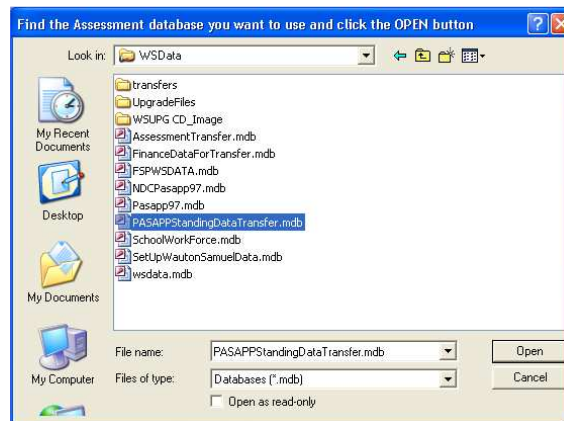 Find the Assessment database you want to use and click the OPEN button
Look in: WSData
transfers
UpgradeFiles
WSUPG CD_Image
AssessmentTransfer.mdb
FinanceDataForTransfer.mdb
FSPWSDATA.mdb
NDCPasapp97.mdb
Pasapp97.mdb
PASAPPStandingDataTransfer.mdb
SchoolWorkForce.mdb
SetUpWautonSamuelData.mdb
wsdata.mdb
My Recent
Documents
Desktop
My Documents
My Computer
File name: PASAPPStandingDataTransfer.mdb Open
Files of type: Databases (*.mdb) Cancel
Open as read-only